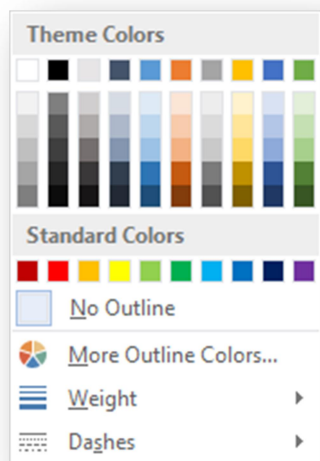 Theme Colors
Standard Colors
No Outline
More Outline Colors...
Weight
Dashes